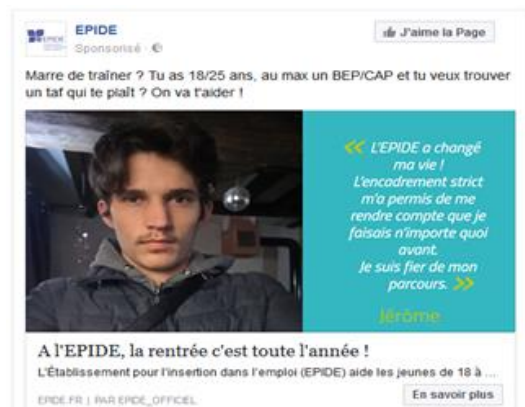 EPIDE
EPIDE
Sponsorisé ·
J'aime la Page
Marre de traîner ? Tu as 18/25 ans, au max un BEP/CAP et tu veux trouver
un taf qui te plaît ? On va t'aider !
« L'EPIDE a changé
ma vie !
L'encadrement strict
m'a permis de me
rendre compte que je
faisais n'importe quoi
avant.
Je suis fier de mon
parcours. »
Jérôme
A l'EPIDE, la rentrée c'est toute l'année !
L'Établissement pour l'insertion dans l'emploi (EPIDE) aide les jeunes de 18 à ...
EPIDE.FR | PAR EPIDE_OFFICIEL
En savoir plus